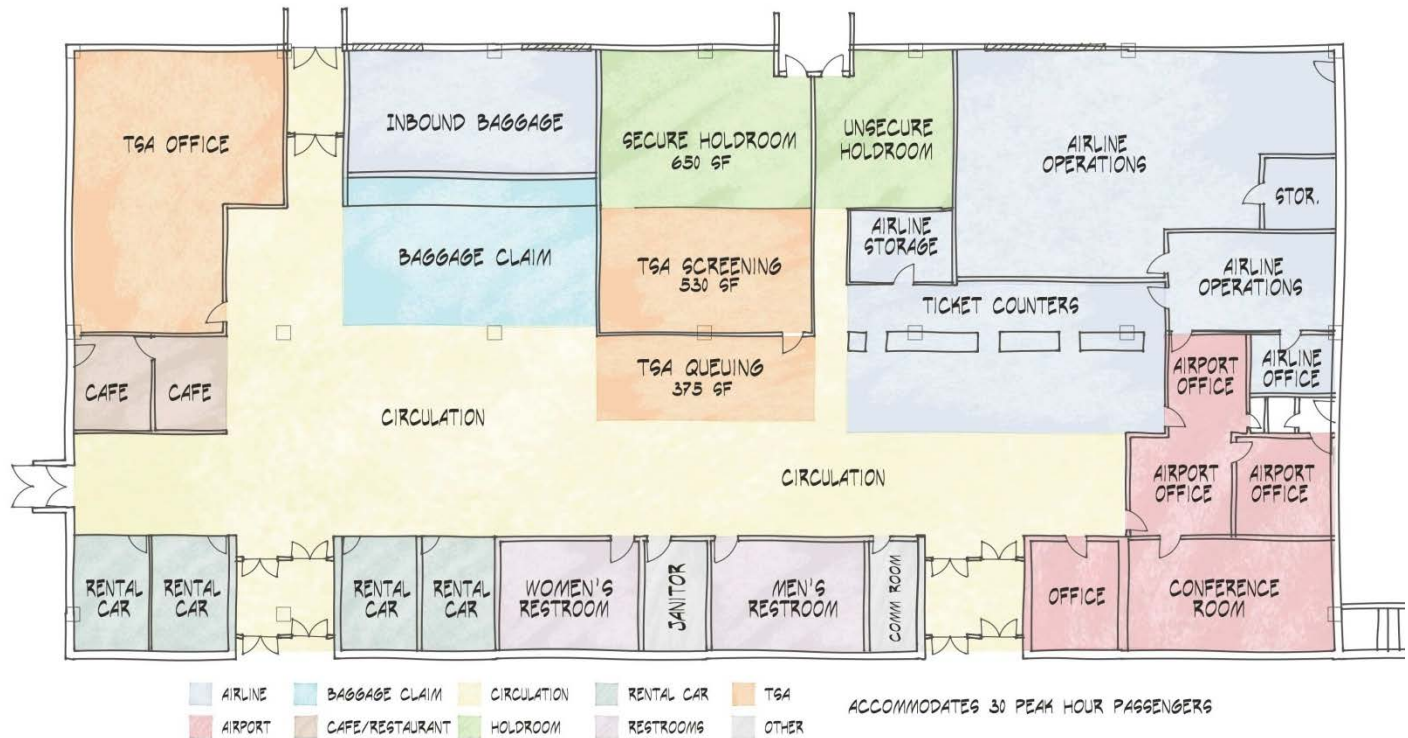 TSA OFFICE
INBOUND BAGGAGE
SECURE HOLDROOM
650 SF
UNSECURE
HOLDROOM
AIRLINE
OPERATIONS
STOR.
BAGGAGE CLAIM
TSA SCREENING
530 SF
AIRLINE
STORAGE
AIRLINE
OPERATIONS
TICKET COUNTERS
CAFE
CAFE
TSA QUEUING
375 SF
AIRPORT
OFFICE
AIRLINE
OFFICE
CIRCULATION
CIRCULATION
AIRPORT
OFFICE
AIRPORT
OFFICE
RENTAL
CAR
RENTAL
CAR
RENTAL
CAR
RENTAL
CAR
WOMEN'S
RESTROOM
JANITOR
MEN'S
RESTROOM
COMM ROOM
OFFICE
CONFERENCE
ROOM
AIRLINE
BAGGAGE CLAIM
CIRCULATION
RENTAL CAR
TSA
AIRPORT
CAFE/RESTAURANT
HOLDROOM
RESTROOMS
OTHER
ACCOMMODATES 30 PEAK HOUR PASSENGERS